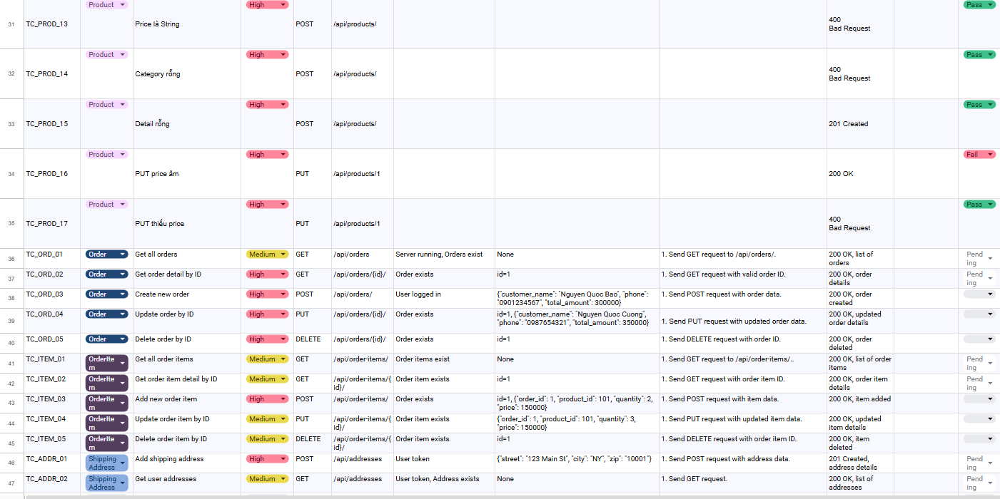 31 TC_PROD_13 Product Price là String High POST /api/products/ 400 Bad Request Pass
32 TC_PROD_14 Product Category rỗng High POST /api/products/ 400 Bad Request Pass
33 TC_PROD_15 Product Detail rỗng High POST /api/products/ 201 Created Pass
34 TC_PROD_16 Product PUT price âm High PUT /api/products/1 200 OK Fail
35 TC_PROD_17 Product PUT thiếu price High PUT /api/products/1 400 Bad Request Pass
36 TC_ORD_01 Order Get all orders Medium GET /api/orders Server running, Orders exist None 1. Send GET request to /api/orders/. 200 OK, list of orders Pending
37 TC_ORD_02 Order Get order detail by ID High GET /api/orders/{id}/ Order exists id=1 1. Send GET request with valid order ID. 200 OK, order details Pending
38 TC_ORD_03 Order Create new order High POST /api/orders/ User logged in {"customer_name": "Nguyen Quoc Bao", "phone": "0901234567", "total_amount": 300000} 1. Send POST request with order data. 200 OK, order created
39 TC_ORD_04 Order Update order by ID High PUT /api/orders/{id}/ Order exists id=1, {"customer_name": "Nguyen Quoc Cuong", "phone": "0987654321", "total_amount": 350000} 1. Send PUT request with updated order data. 200 OK, updated order details
40 TC_ORD_05 Order Delete order by ID High DELETE /api/orders/{id}/ Order exists id=1 1. Send DELETE request with order ID. 200 OK, order deleted
41 TC_ITEM_01 OrderItem Get all order items Medium GET /api/order-items/ Order items exist None 1. Send GET request to /api/order-items/.. 200 OK, list of order items Pending
42 TC_ITEM_02 OrderItem Get order item detail by ID Medium GET /api/order-items/{id}/ Order item exists id=1 1. Send GET request with order item ID. 200 OK, order item details Pending
43 TC_ITEM_03 OrderItem Add new order item High POST /api/order-items/ Order exists id=1, {"order_id": 1, "product_id": 101, "quantity": 2, "price": 150000} 1. Send POST request with item data. 200 OK, item added
44 TC_ITEM_04 OrderItem Update order item by ID Medium PUT /api/order-items/{id}/ Order item exists {"order_id": 1, "product_id": 101, "quantity": 3, "price": 150000} 1. Send PUT request with updated item data. 200 OK, updated item details
45 TC_ITEM_05 OrderItem Delete order item by ID Medium DELETE /api/order-items/{id}/ Order item exists id=1 1. Send DELETE request with order item ID. 200 OK, item deleted
46 TC_ADDR_01 Shipping Address Add shipping address High POST /api/addresses User token {"street": "123 Main St", "city": "NY", "zip": "10001"} 1. Send POST request with address data. 201 Created, address details Pending
47 TC_ADDR_02 Shipping Address Get user addresses Medium GET /api/addresses User token, Address exists None 1. Send GET request. 200 OK, list of addresses Pending